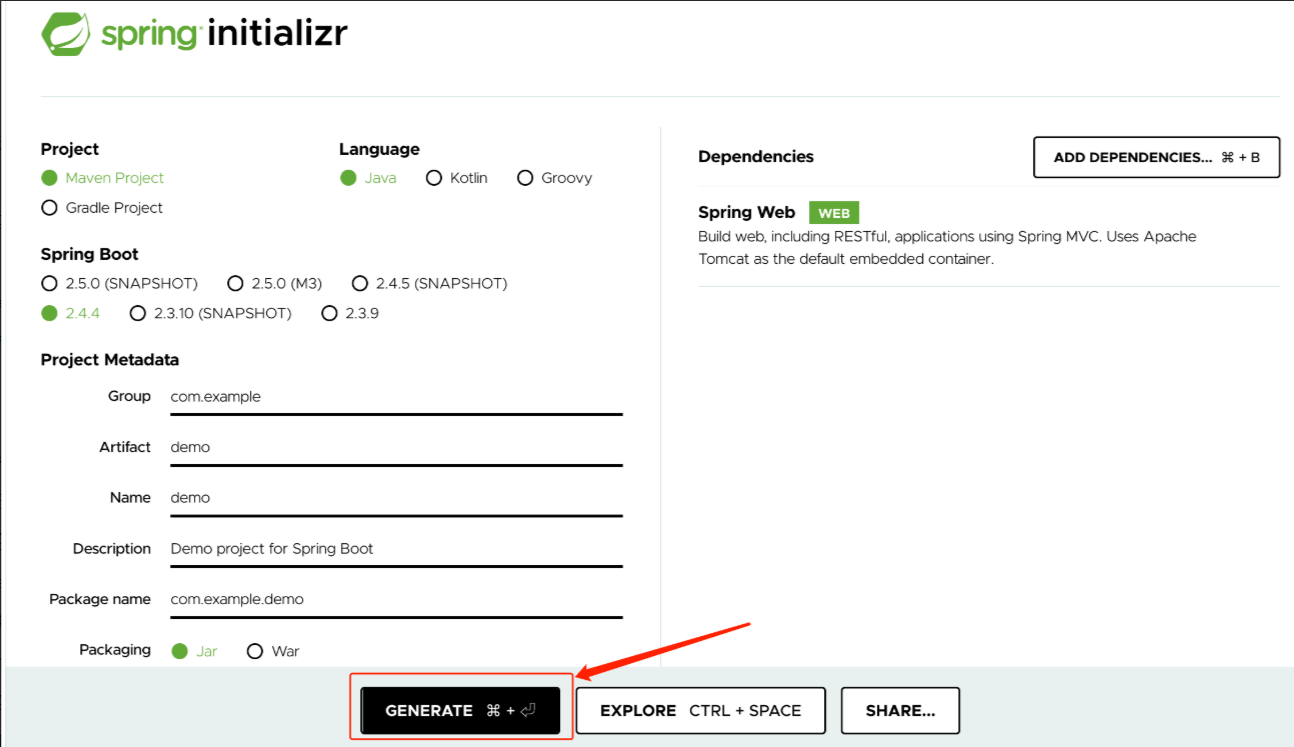 spring initializr
Project
Maven Project
Gradle Project
Language
Java Kotlin Groovy
Spring Boot
2.5.0 (SNAPSHOT) 2.5.0 (M3) 2.4.5 (SNAPSHOT)
2.4.4 2.3.10 (SNAPSHOT) 2.3.9
Project Metadata
Group com.example
Artifact demo
Name demo
Description Demo project for Spring Boot
Package name com.example.demo
Packaging Jar War
Dependencies ADD DEPENDENCIES... ⌘ + B
Spring Web WEB
Build web, including RESTful, applications using Spring MVC. Uses Apache
Tomcat as the default embedded container.
GENERATE ⌘ + ⏎ EXPLORE CTRL + SPACE SHARE...